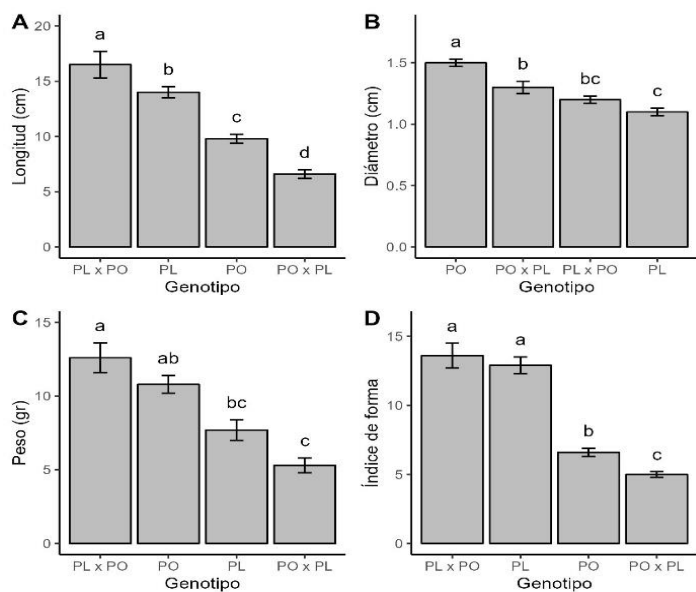 A
a
b
c
d
Longitud (cm)
20
15
10
5
0
PL x PO PL PO PO x PL
Genotipo
B
a
b
bc
c
Diámetro (cm)
1.5
1.0
0.5
0.0
PO PO x PL PL x PO PL
Genotipo
C
a
ab
bc
c
Peso (gr)
15
10
5
0
PL x PO PO PL PO x PL
Genotipo
D
a
a
b
c
Índice de forma
15
10
5
0
PL x PO PL PO PO x PL
Genotipo